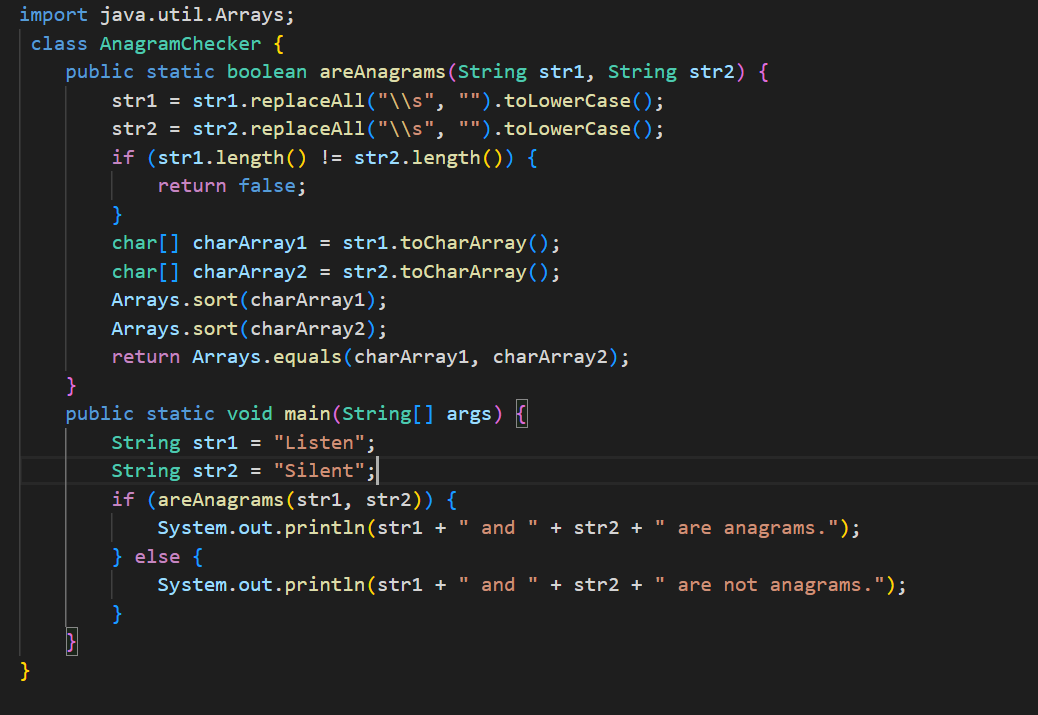 import java.util.Arrays;
 class AnagramChecker {
    public static boolean areAnagrams(String str1, String str2) {
        str1 = str1.replaceAll("\\s", "").toLowerCase();
        str2 = str2.replaceAll("\\s", "").toLowerCase();
        if (str1.length() != str2.length()) {
            return false;
        }
        char[] charArray1 = str1.toCharArray();
        char[] charArray2 = str2.toCharArray();
        Arrays.sort(charArray1);
        Arrays.sort(charArray2);
        return Arrays.equals(charArray1, charArray2);
    }
    public static void main(String[] args) {
        String str1 = "Listen";
        String str2 = "Silent";
        if (areAnagrams(str1, str2)) {
            System.out.println(str1 + " and " + str2 + " are anagrams.");
        } else {
            System.out.println(str1 + " and " + str2 + " are not anagrams.");
        }
    }
}